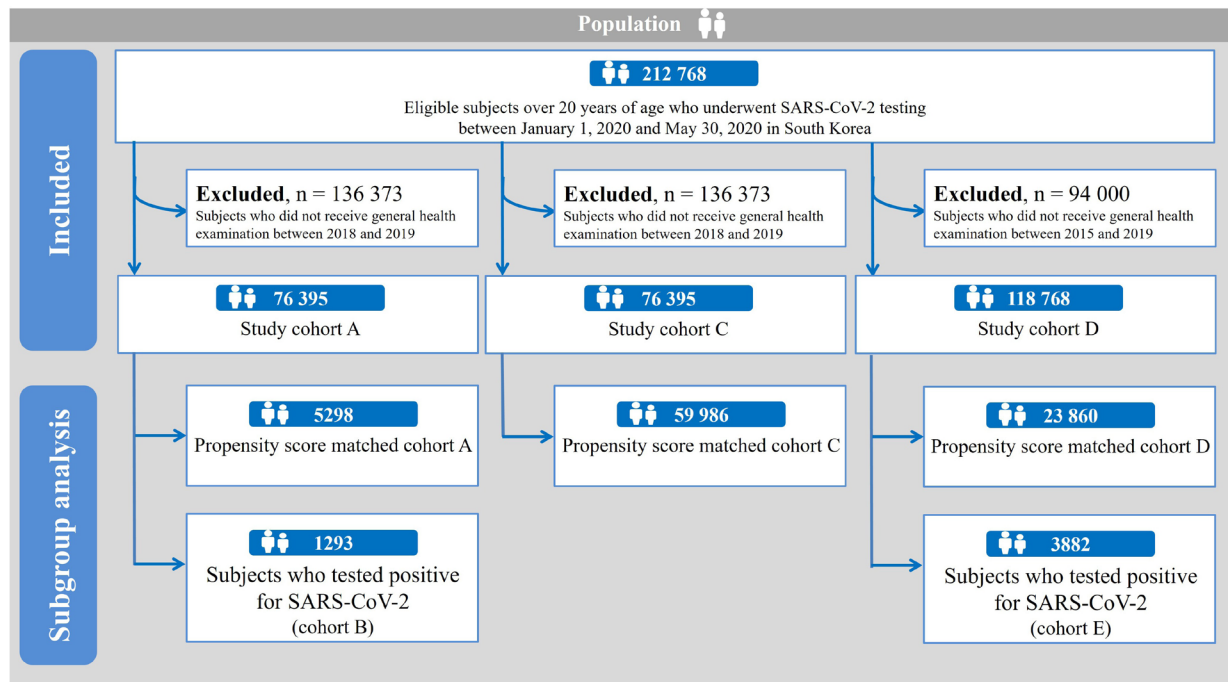 Population
Included
212 768
Eligible subjects over 20 years of age who underwent SARS-CoV-2 testing
between January 1, 2020 and May 30, 2020 in South Korea
Excluded, n = 136 373
Subjects who did not receive general health
examination between 2018 and 2019
Excluded, n = 136 373
Subjects who did not receive general health
examination between 2018 and 2019
Excluded, n = 94 000
Subjects who did not receive general health
examination between 2015 and 2019
76 395
Study cohort A
76 395
Study cohort C
118 768
Study cohort D
Subgroup analysis
5298
Propensity score matched cohort A
59 986
Propensity score matched cohort C
23 860
Propensity score matched cohort D
1293
Subjects who tested positive
for SARS-CoV-2
(cohort B)
3882
Subjects who tested positive
for SARS-CoV-2
(cohort E)